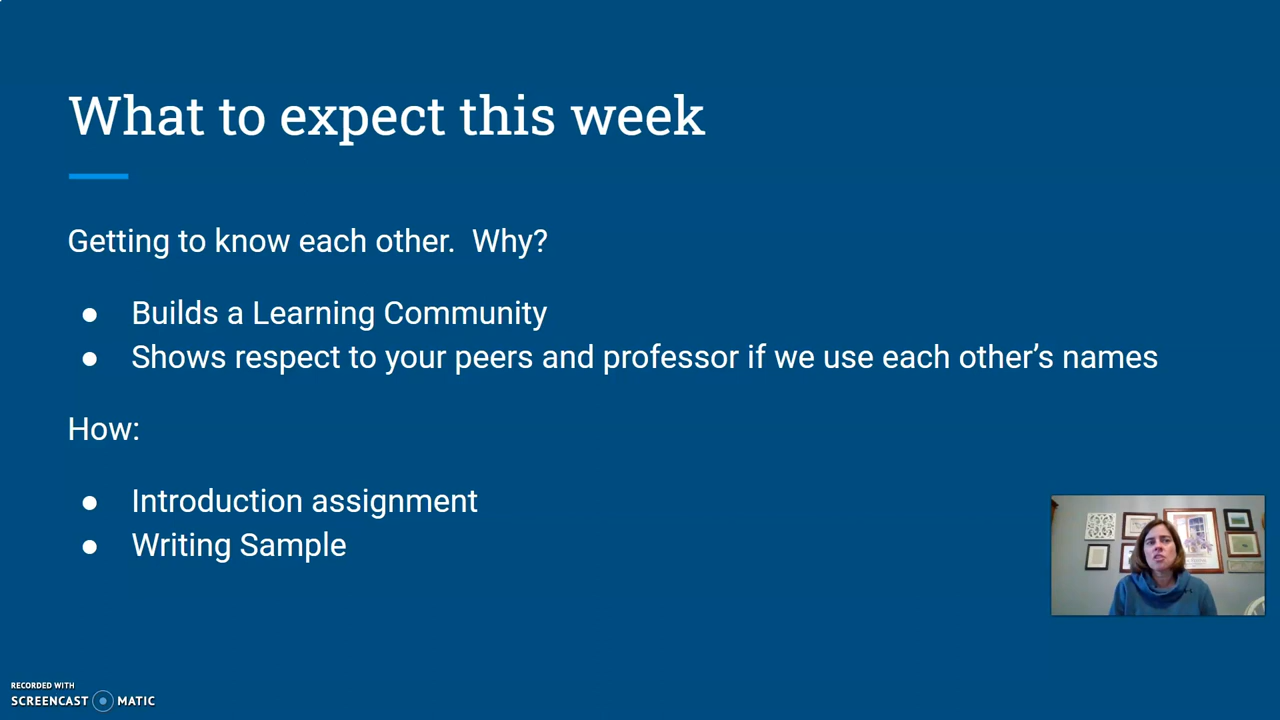 What to expect this week
Getting to know each other.  Why?
● Builds a Learning Community
● Shows respect to your peers and professor if we use each other’s names
How:
● Introduction assignment
● Writing Sample
RECORDED WITH
SCREENCAST MATIC